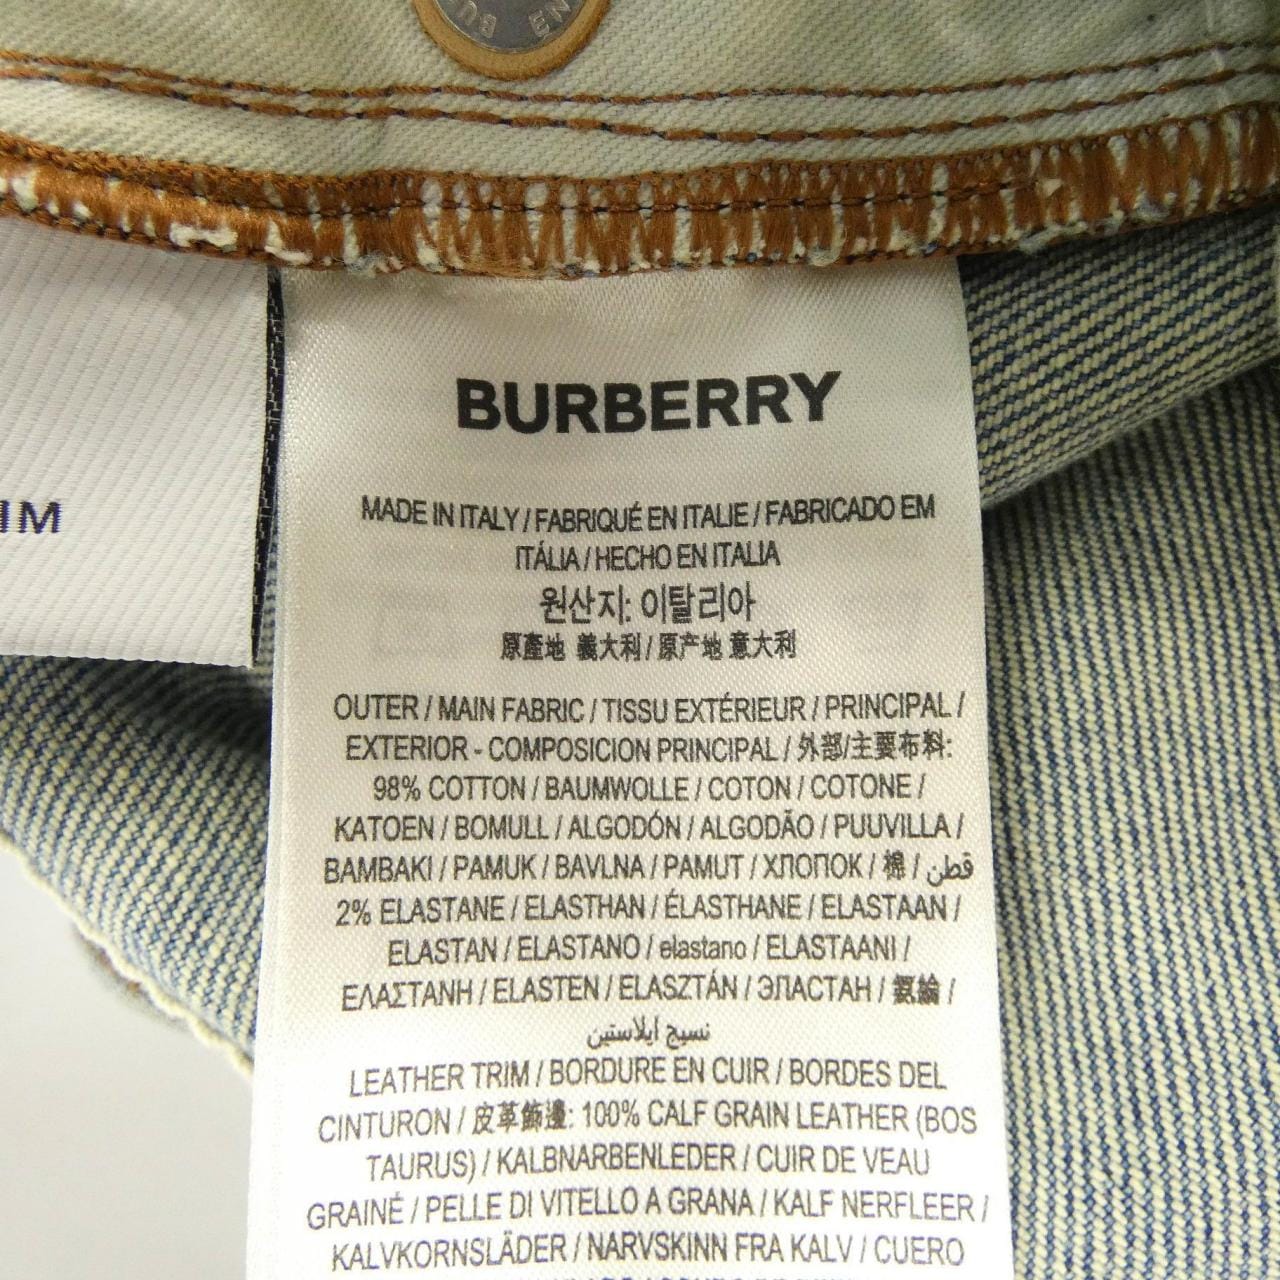 BURBERRY
MADE IN ITALY / FABRIQUÉ EN ITALIE / FABRICADO EM
ITÁLIA / HECHO EN ITALIA
원산지: 이탈리아
原產地 義大利 / 原产地 意大利
OUTER / MAIN FABRIC / TISSU EXTÉRIEUR / PRINCIPAL /
EXTERIOR - COMPOSICION PRINCIPAL / 外部/主要布料:
98% COTTON / BAUMWOLLE / COTON / COTONE /
KATOEN / BOMULL / ALGODÓN / ALGODÃO / PUUVILLA /
BAMBAKI / PAMUK / BAVLNA / PAMUT / ХЛОПОК / 棉 / قطن
2% ELASTANE / ELASTHAN / ÉLASTHANE / ELASTAAN /
ELASTAN / ELASTANO / elastano / ELASTAANI /
ΕΛΑΣΤΑΝΗ / ELASTEN / ELASZTÁN / ЭЛАСТАН / 氨綸 /
نسيج ايلاستين
LEATHER TRIM / BORDURE EN CUIR / BORDES DEL
CINTURON / 皮革飾邊: 100% CALF GRAIN LEATHER (BOS
TAURUS) / KALBNARBENLEDER / CUIR DE VEAU
GRAINÉ / PELLE DI VITELLO A GRANA / KALF NERFLEER /
KALVKORNSLÄDER / NARVSKINN FRA KALV / CUERO
IM